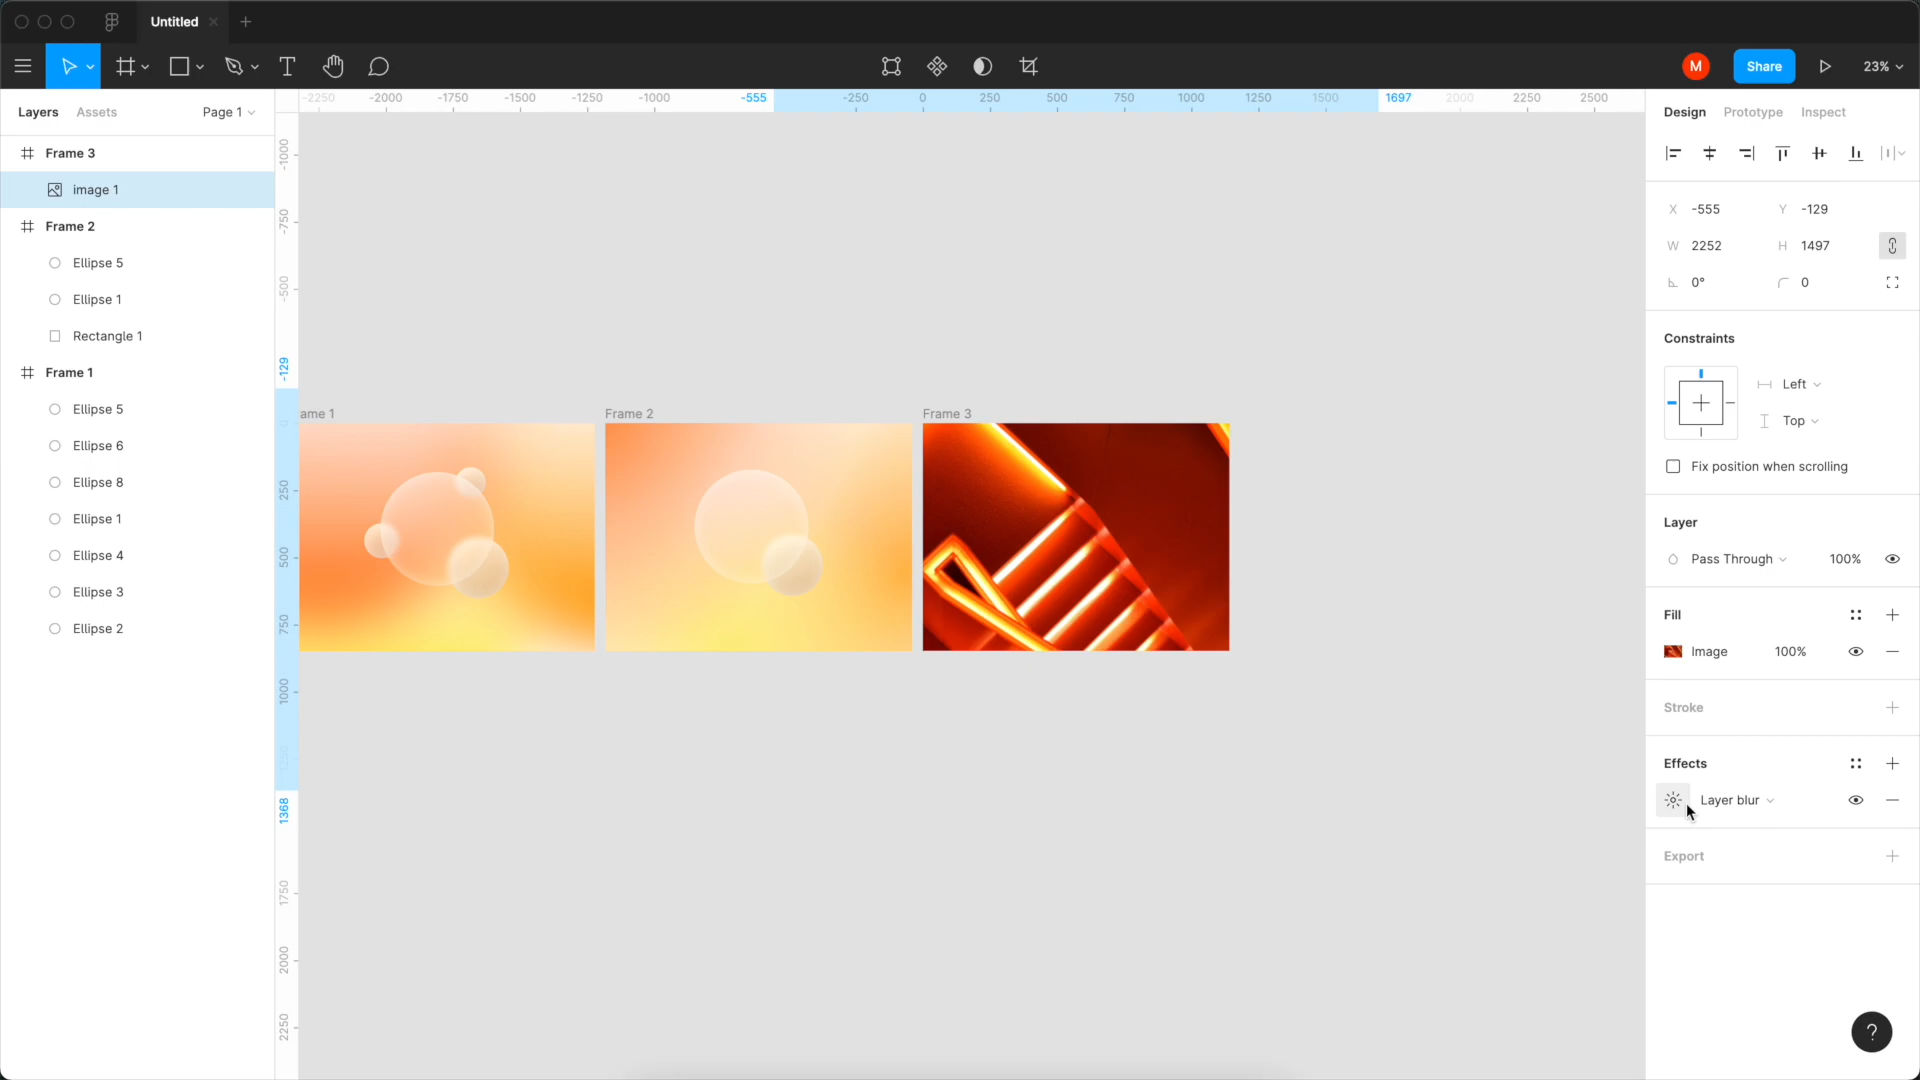 Untitled
M
Share
23%
Layers
Assets
Page 1
-2250
-2000
-1750
-1500
-1250
-1000
-555
-250
0
250
500
750
1000
1250
1500
1697
2000
2250
2500
Design
Prototype
Inspect
Frame 3
image 1
Frame 2
Ellipse 5
Ellipse 1
Rectangle 1
Frame 1
Ellipse 5
Ellipse 6
Ellipse 8
Ellipse 1
Ellipse 4
Ellipse 3
Ellipse 2
-1000
-750
-500
-129
0
250
500
750
1000
1250
1368
1750
2000
2250
ame 1
Frame 2
Frame 3
X -555
Y -129
W 2252
H 1497
0°
0
Constraints
Left
Top
Fix position when scrolling
Layer
Pass Through
100%
Fill
Image
100%
Stroke
Effects
Layer blur
Export
?